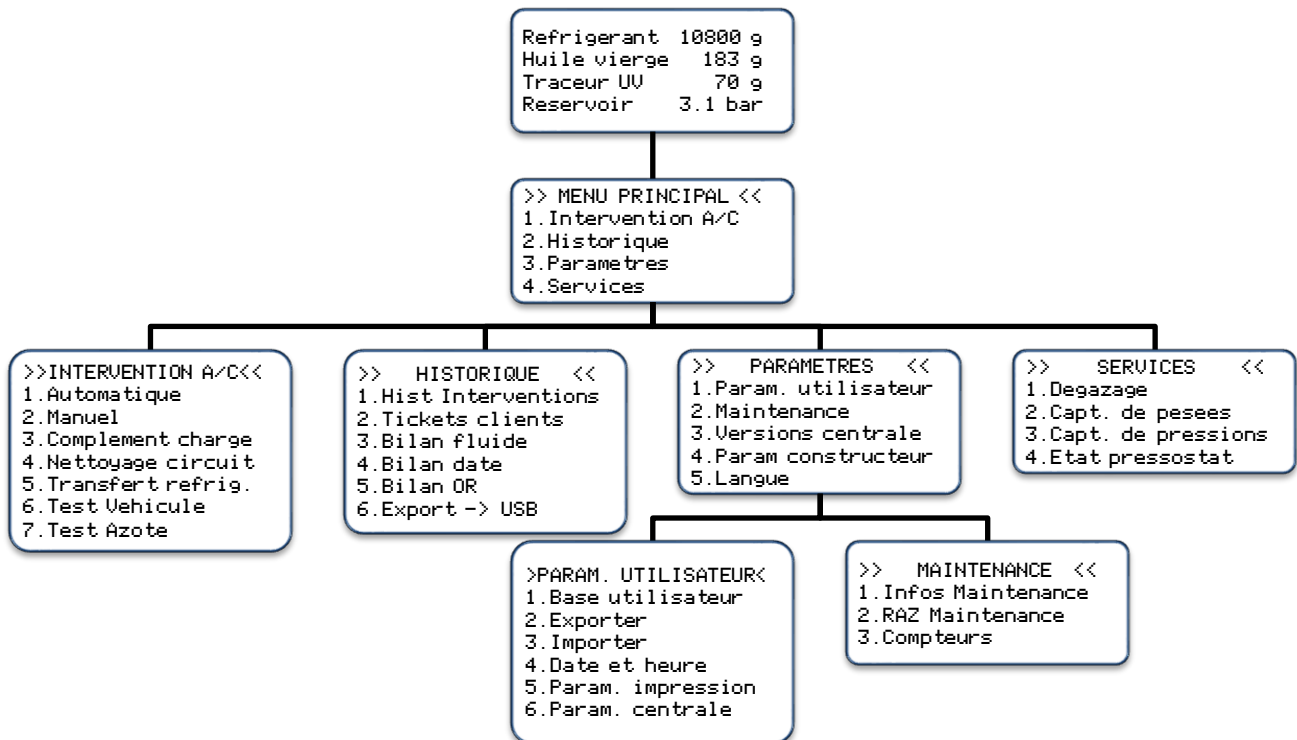 Refrigerant 10800 g
Huile vierge 183 g
Traceur UV 70 g
Reservoir 3.1 bar
>> MENU PRINCIPAL <<
1.Intervention A/C
2.Historique
3.Parametres
4.Services
>>INTERVENTION A/C<<
1.Automatique
2.Manuel
3.Complement charge
4.Nettoyage circuit
5.Transfert refrig.
6.Test Vehicule
7.Test Azote
>> HISTORIQUE <<
1.Hist Interventions
2.Tickets clients
3.Bilan fluide
4.Bilan date
5.Bilan OR
6.Export -> USB
>> PARAMETRES <<
1.Param. utilisateur
2.Maintenance
3.Versions centrale
4.Param constructeur
5.Langue
>> SERVICES <<
1.Degazage
2.Capt. de pesees
3.Capt. de pressions
4.Etat pressostat
>PARAM. UTILISATEUR<
1.Base utilisateur
2.Exporter
3.Importer
4.Date et heure
5.Param. impression
6.Param. centrale
>> MAINTENANCE <<
1.Infos Maintenance
2.RAZ Maintenance
3.Compteurs